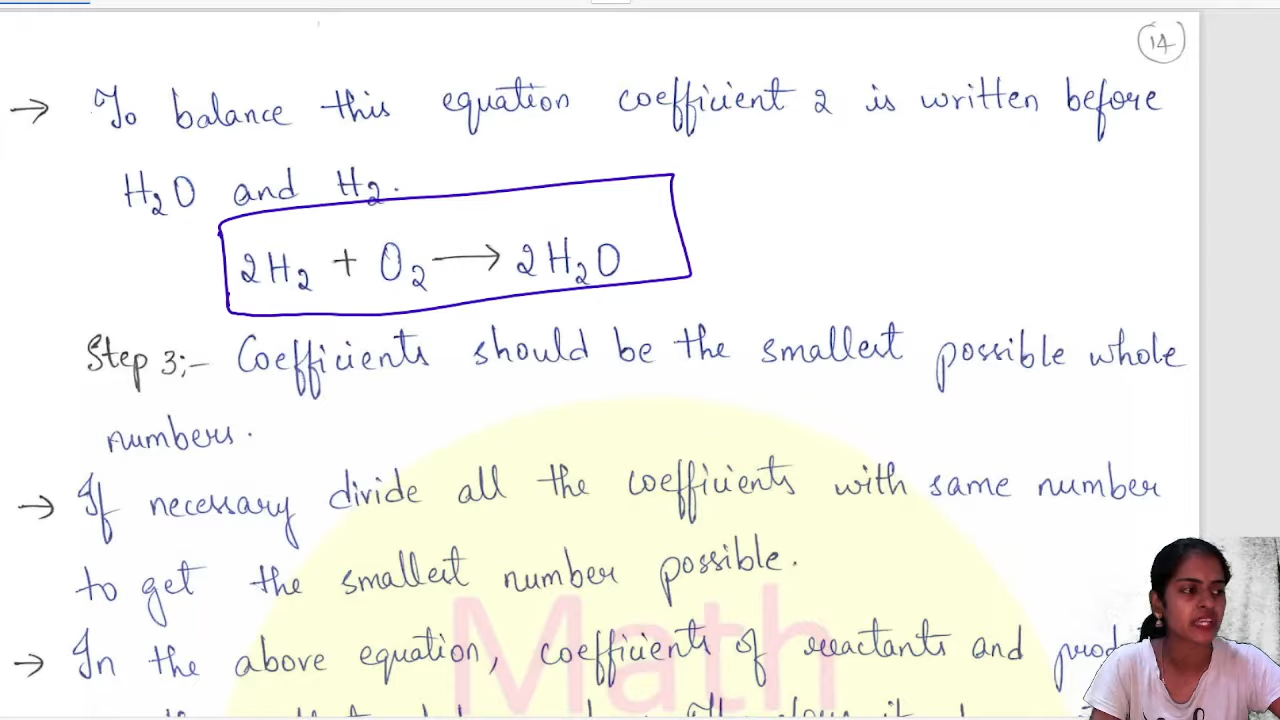 14
→ To balance this equation coefficient 2 is written before
H₂O and H₂.
2H₂ + O₂ → 2H₂O
Step 3:- Coefficients should be the smallest possible whole
numbers.
→ If necessary divide all the coefficients with same number
to get the smallest number possible.
Math
→ In the above equation, coefficients of reactants and